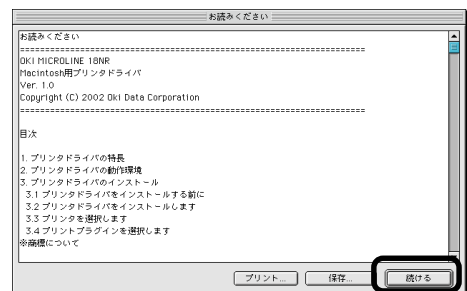 お読みください
お読みください
==================================================================
OKI MICROLINE 18NR
Macintosh用プリンタドライバ
Ver. 1.0
Copyright (C) 2002 Oki Data Corporation
==================================================================
目次
1. プリンタドライバの特長
2. プリンタドライバの動作環境
3. プリンタドライバのインストール
3.1 プリンタドライバをインストールする前に
3.2 プリンタドライバをインストールします
3.3 プリンタを選択します
3.4 プリントプラグインを選択します
※商標について
プリント... 保存... 続ける